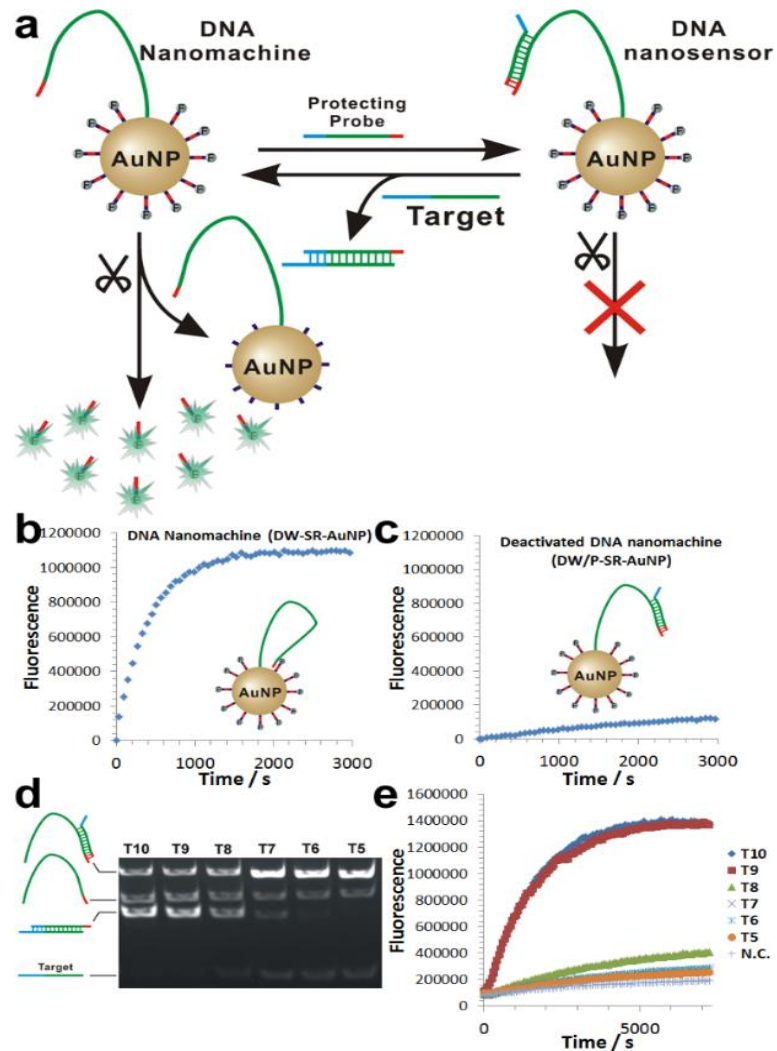 a
DNA
Nanomachine
DNA
nanosensor
Protecting
Probe
AuNP
AuNP
Target
AuNP
b
DNA Nanomachine (DW-SR-AuNP)
Fluorescence
1200000
1000000
800000
600000
400000
200000
0
AuNP
0 1000 2000 3000
Time / s
c
Deactivated DNA nanomachine
(DW/P-SR-AuNP)
Fluorescence
1200000
1000000
800000
600000
400000
200000
0
AuNP
0 1000 2000 3000
Time / s
d
T10 T9 T8 T7 T6 T5
Target
e
Fluorescence
1600000
1400000
1200000
1000000
800000
600000
400000
200000
0
0 5000
Time / s
T10
T9
T8
T7
T6
T5
N.C.